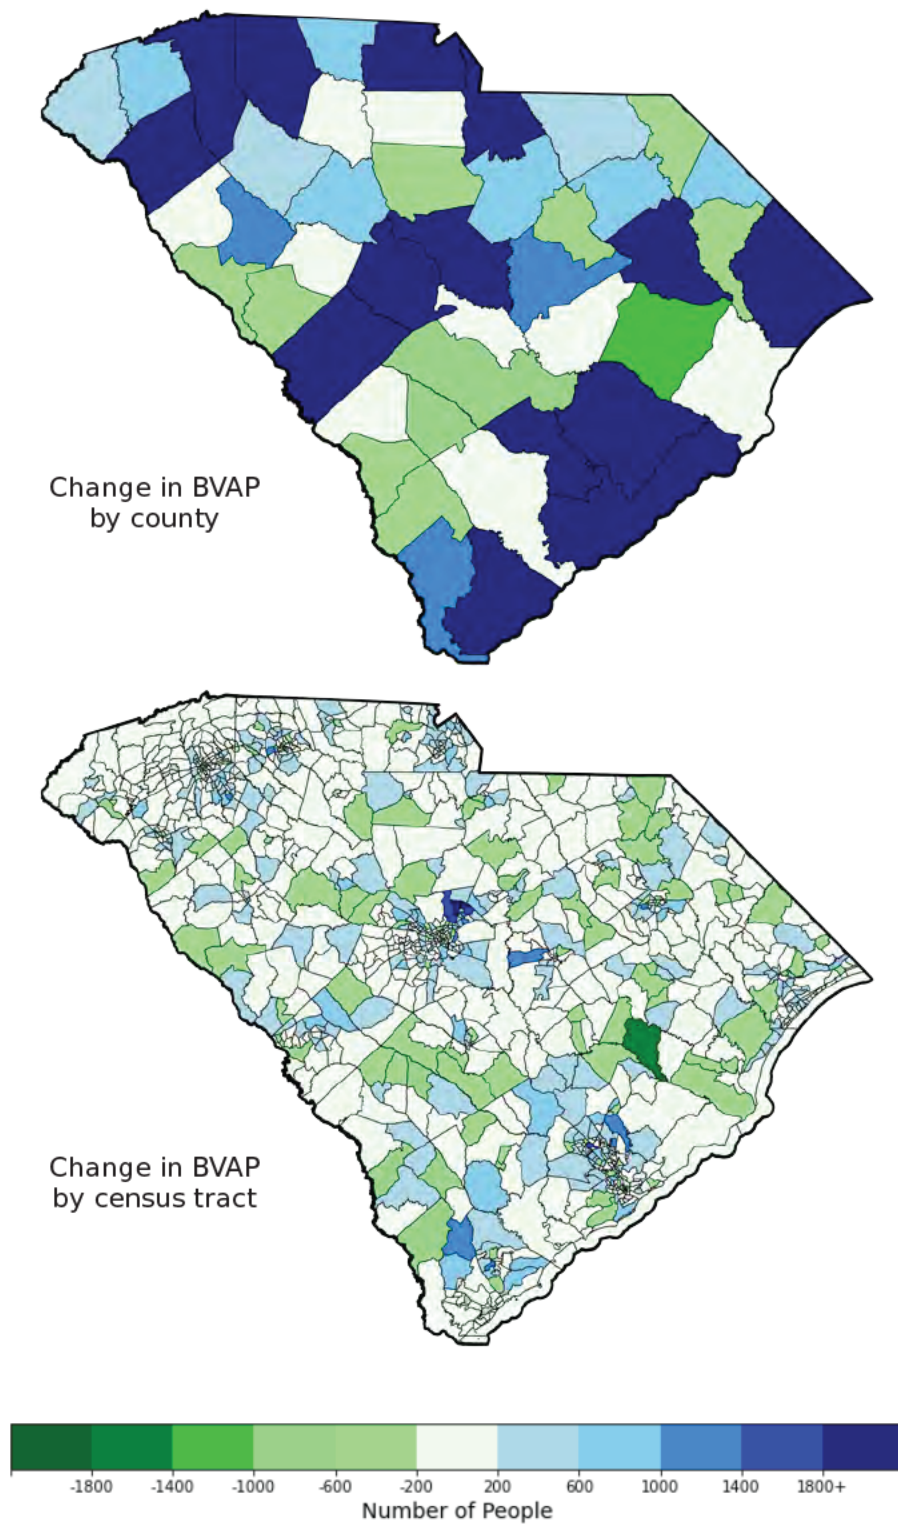 Change in BVAP
by county
Change in BVAP
by census tract
-1800 -1400 -1000 -600 -200 200 600 1000 1400 1800+
Number of People